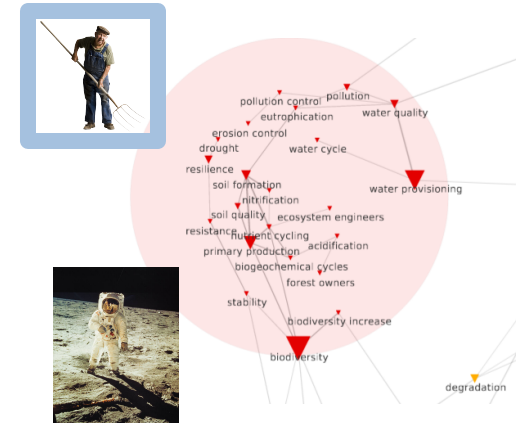 pollution
pollution control
eutrophication
water quality
erosion control
drought
water cycle
resilience
soil formation
water provisioning
nitrification
soil quality
ecosystem engineers
resistance
nutrient cycling
acidification
primary production
biogeochemical cycles
forest owners
stability
biodiversity increase
biodiversity
degradation